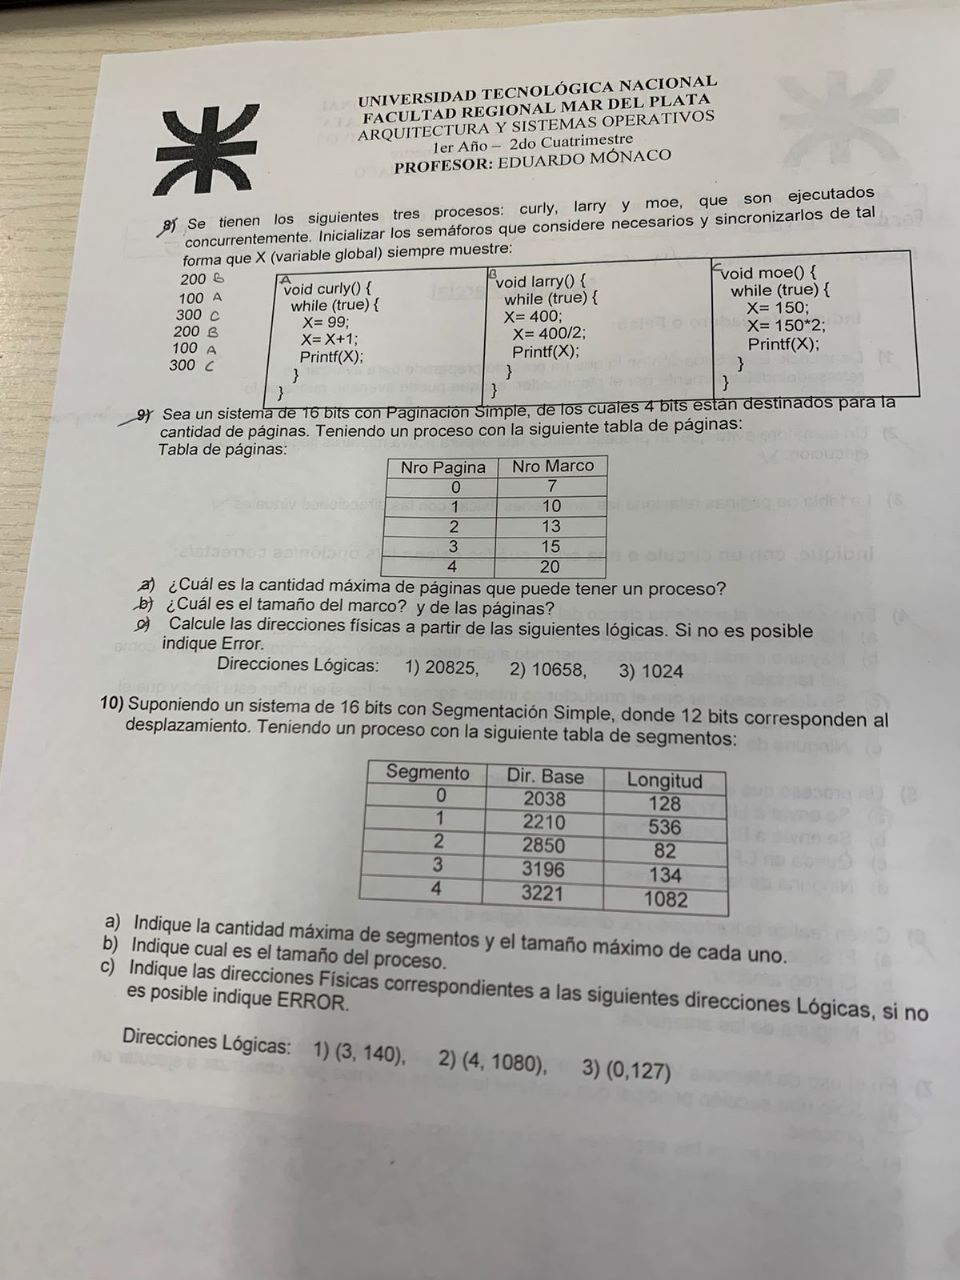 UNIVERSIDAD TECNOLÓGICA NACIONAL
FACULTAD REGIONAL MAR DEL PLATA
ARQUITECTURA Y SISTEMAS OPERATIVOS
1er Año – 2do Cuatrimestre
PROFESOR: EDUARDO MÓNACO
8) Se tienen los siguientes tres procesos: curly, larry y moe, que son ejecutados
concurrentemente. Inicializar los semáforos que considere necesarios y sincronizarlos de tal
forma que X (variable global) siempre muestre:
200 B
100 A
300 C
200 B
100 A
300 C
A
void curly() {
while (true) {
X= 99;
X= X+1;
Printf(X);
}
}
B
void larry() {
while (true) {
X= 400;
X= 400/2;
Printf(X);
}
}
C
void moe() {
while (true) {
X= 150;
X= 150*2;
Printf(X);
}
}
9) Sea un sistema de 16 bits con Paginación Simple, de los cuales 4 bits están destinados para la
cantidad de páginas. Teniendo un proceso con la siguiente tabla de páginas:
Tabla de páginas:
Nro Pagina Nro Marco
0 7
1 10
2 13
3 15
4 20
a) ¿Cuál es la cantidad máxima de páginas que puede tener un proceso?
b) ¿Cuál es el tamaño del marco? y de las páginas?
c) Calcule las direcciones físicas a partir de las siguientes lógicas. Si no es posible
indique Error.
Direcciones Lógicas: 1) 20825, 2) 10658, 3) 1024
10) Suponiendo un sistema de 16 bits con Segmentación Simple, donde 12 bits corresponden al
desplazamiento. Teniendo un proceso con la siguiente tabla de segmentos:
Segmento Dir. Base Longitud
0 2038 128
1 2210 536
2 2850 82
3 3196 134
4 3221 1082
a) Indique la cantidad máxima de segmentos y el tamaño máximo de cada uno.
b) Indique cual es el tamaño del proceso.
c) Indique las direcciones Físicas correspondientes a las siguientes direcciones Lógicas, si no
es posible indique ERROR.
Direcciones Lógicas: 1) (3, 140), 2) (4, 1080), 3) (0,127)